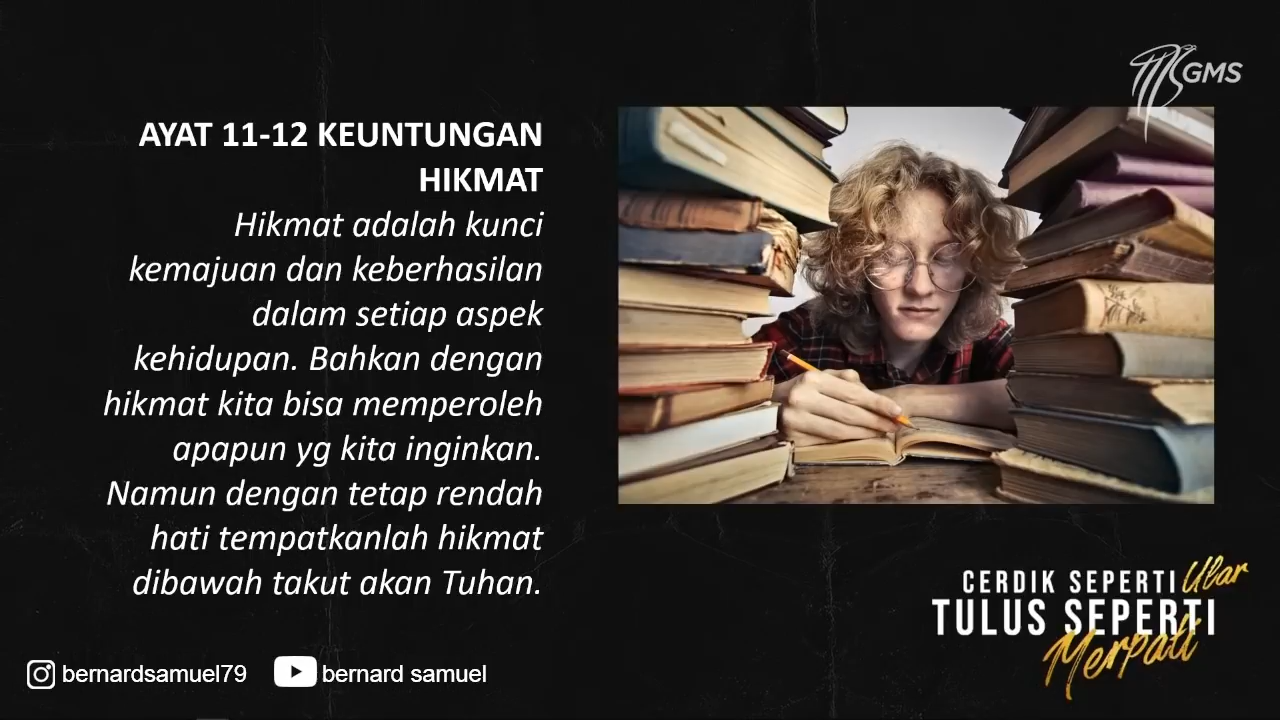 GMS
AYAT 11-12 KEUNTUNGAN
HIKMAT
Hikmat adalah kunci
kemajuan dan keberhasilan
dalam setiap aspek
kehidupan. Bahkan dengan
hikmat kita bisa memperoleh
apapun yg kita inginkan.
Namun dengan tetap rendah
hati tempatkanlah hikmat
dibawah takut akan Tuhan.
CERDIK SEPERTI Ular
TULUS SEPERTI
Merpati
bernardsamuel79
bernard samuel